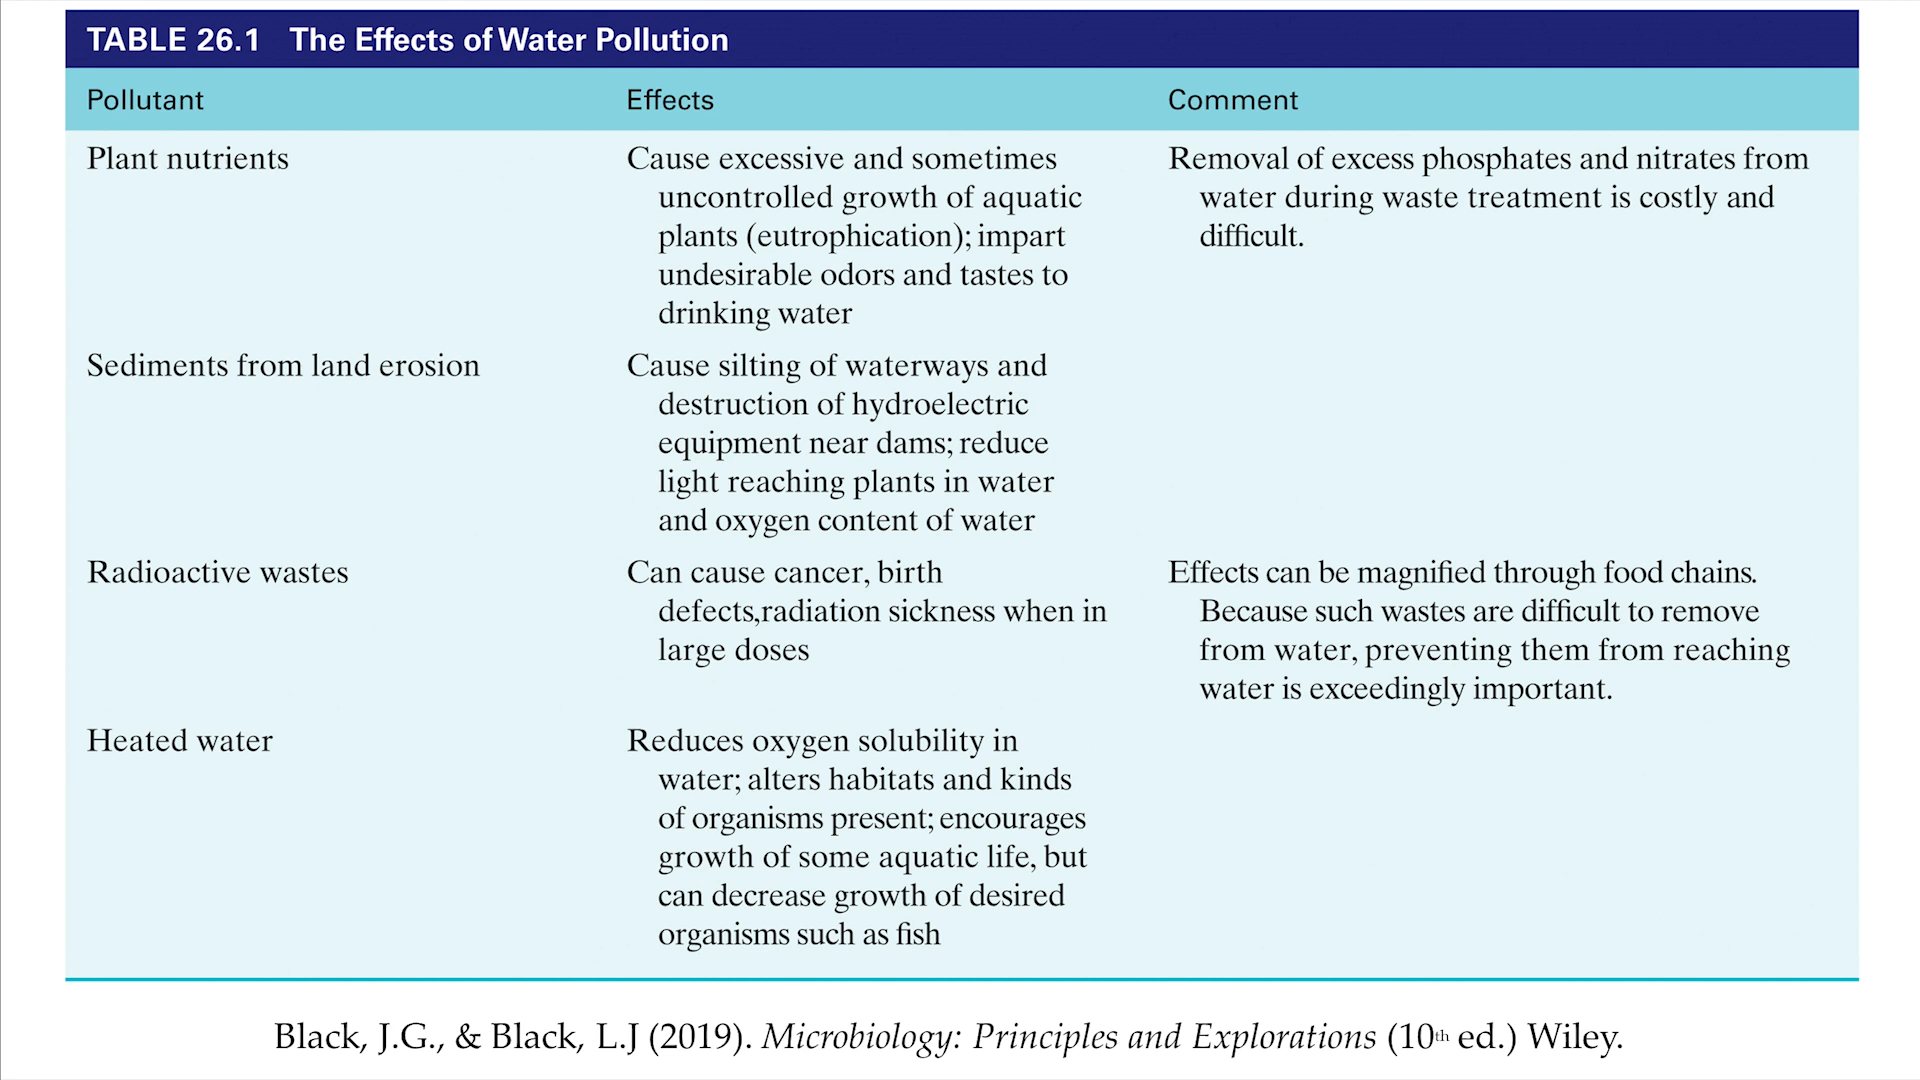 TABLE 26.1 The Effects of Water Pollution
Pollutant Effects Comment
Plant nutrients
Cause excessive and sometimes
uncontrolled growth of aquatic
plants (eutrophication); impart
undesirable odors and tastes to
drinking water
Removal of excess phosphates and nitrates from
water during waste treatment is costly and
difficult.
Sediments from land erosion
Cause silting of waterways and
destruction of hydroelectric
equipment near dams; reduce
light reaching plants in water
and oxygen content of water
Radioactive wastes
Can cause cancer, birth
defects,radiation sickness when in
large doses
Effects can be magnified through food chains.
Because such wastes are difficult to remove
from water, preventing them from reaching
water is exceedingly important.
Heated water
Reduces oxygen solubility in
water; alters habitats and kinds
of organisms present; encourages
growth of some aquatic life, but
can decrease growth of desired
organisms such as fish
Black, J.G., & Black, L.J (2019). Microbiology: Principles and Explorations (10th ed.) Wiley.